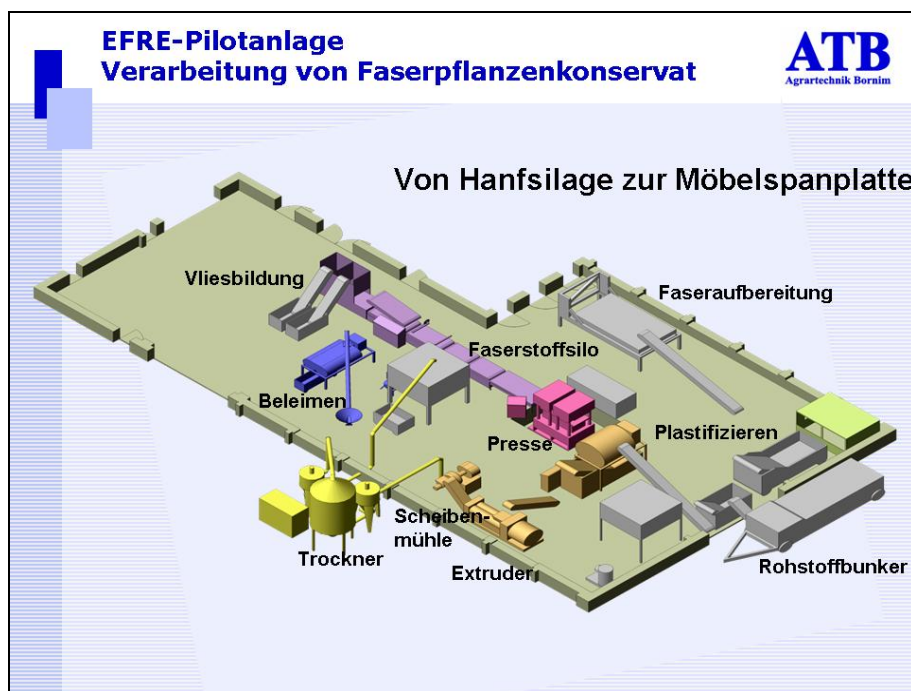 EFRE-Pilotanlage
Verarbeitung von Faserpflanzenkonservat
ATB
Agrartechnik Bornim
Von Hanfsilage zur Möbelspanplatte
Vliesbildung
Faseraufbereitung
Faserstoffsilo
Beleimen
Presse
Plastifizieren
Scheiben-
mühle
Trockner
Extruder
Rohstoffbunker